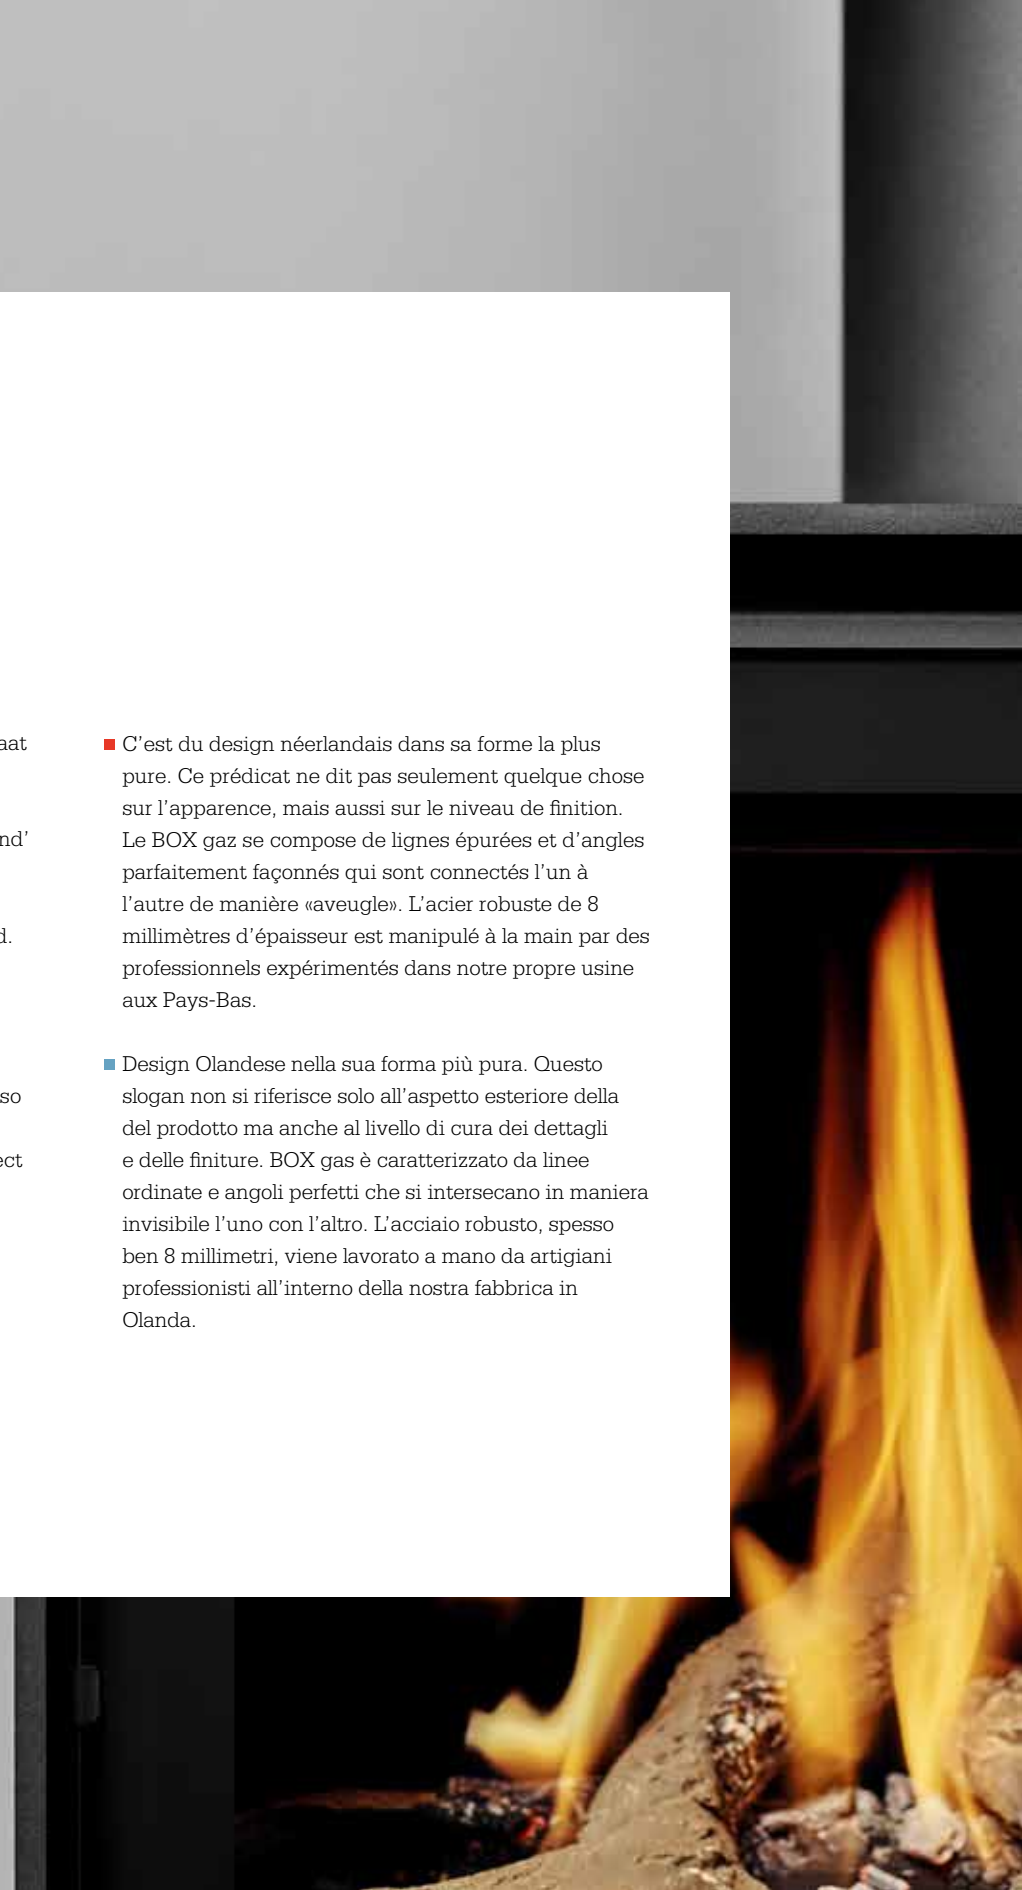 C’est du design néerlandais dans sa forme la plus
pure. Ce prédicat ne dit pas seulement quelque chose
sur l’apparence, mais aussi sur le niveau de finition.
Le BOX gaz se compose de lignes épurées et d’angles
parfaitement façonnés qui sont connectés l’un à
l’autre de manière «aveugle». L’acier robuste de 8
millimètres d’épaisseur est manipulé à la main par des
professionnels expérimentés dans notre propre usine
aux Pays-Bas.
Design Olandese nella sua forma più pura. Questo
slogan non si riferisce solo all’aspetto esteriore della
del prodotto ma anche al livello di cura dei dettagli
e delle finiture. BOX gas è caratterizzato da linee
ordinate e angoli perfetti che si intersecano in maniera
invisibile l’uno con l’altro. L’acciaio robusto, spesso
ben 8 millimetri, viene lavorato a mano da artigiani
professionisti all’interno della nostra fabbrica in
Olanda.